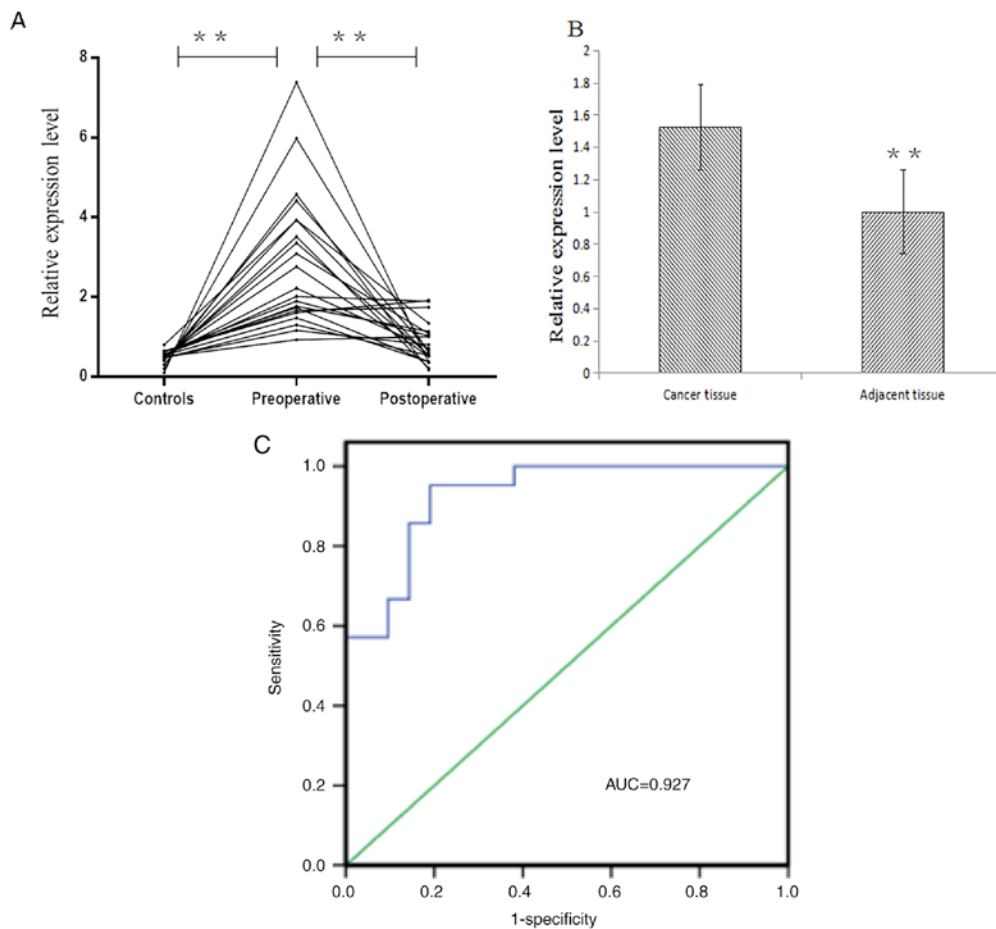 A
* *
* *
8
6
4
2
0
Relative expression level
Controls
Preoperative
Postoperative
B
2
1.8
1.6
1.4
1.2
1
0.8
0.6
0.4
0.2
0
Relative expression level
* *
Cancer tissue
Adjacent tissue
C
1.0
0.8
0.6
0.4
0.2
0.0
Sensitivity
AUC=0.927
0.0
0.2
0.4
0.6
0.8
1.0
1-specificity